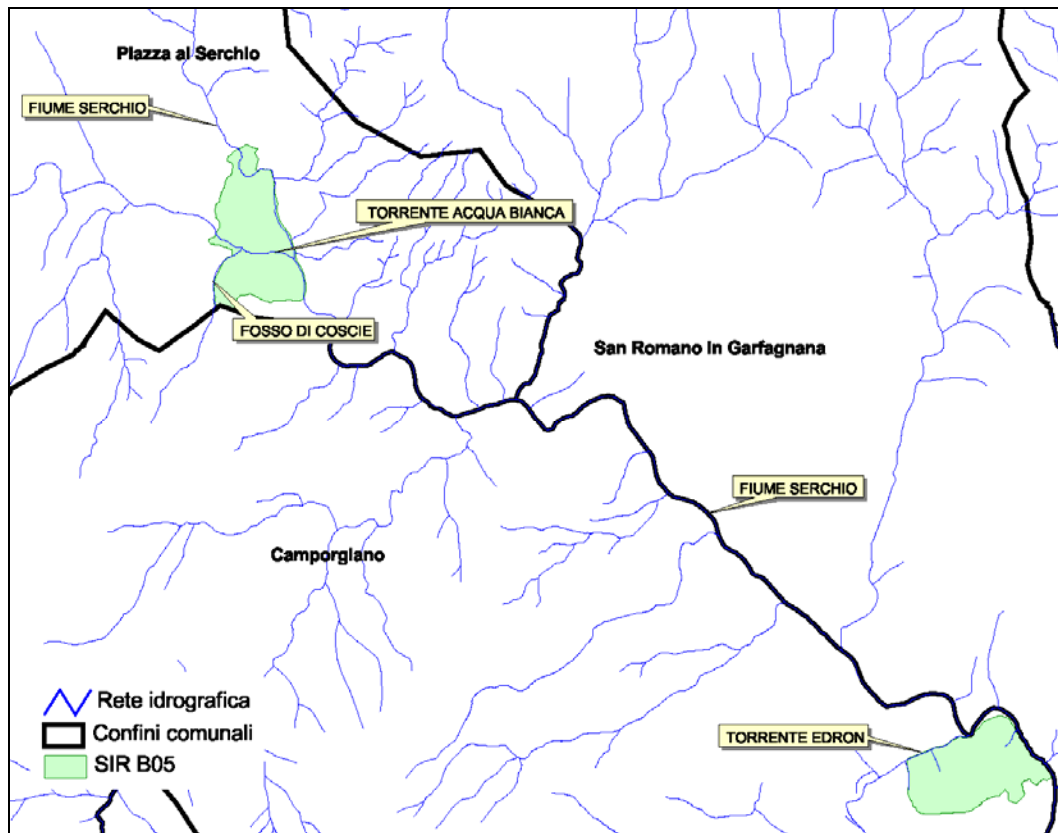 Piazza al Serchio
FIUME SERCHIO
TORRENTE ACQUA BIANCA
FOSSO DI COSCIE
San Romano in Garfagnana
FIUME SERCHIO
Camporgiano
TORRENTE EDRON
Rete idrografica
Confini comunali
SIR B05